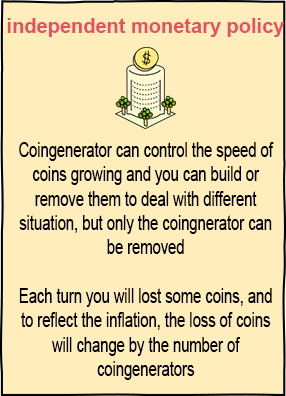 independent monetary policy
$
Coingenerator can control the speed of
coins growing and you can build or
remove them to deal with different
situation, but only the coingnerator can
be removed
Each turn you will lost some coins, and
to reflect the inflation, the loss of coins
will change by the number of
coingenerators